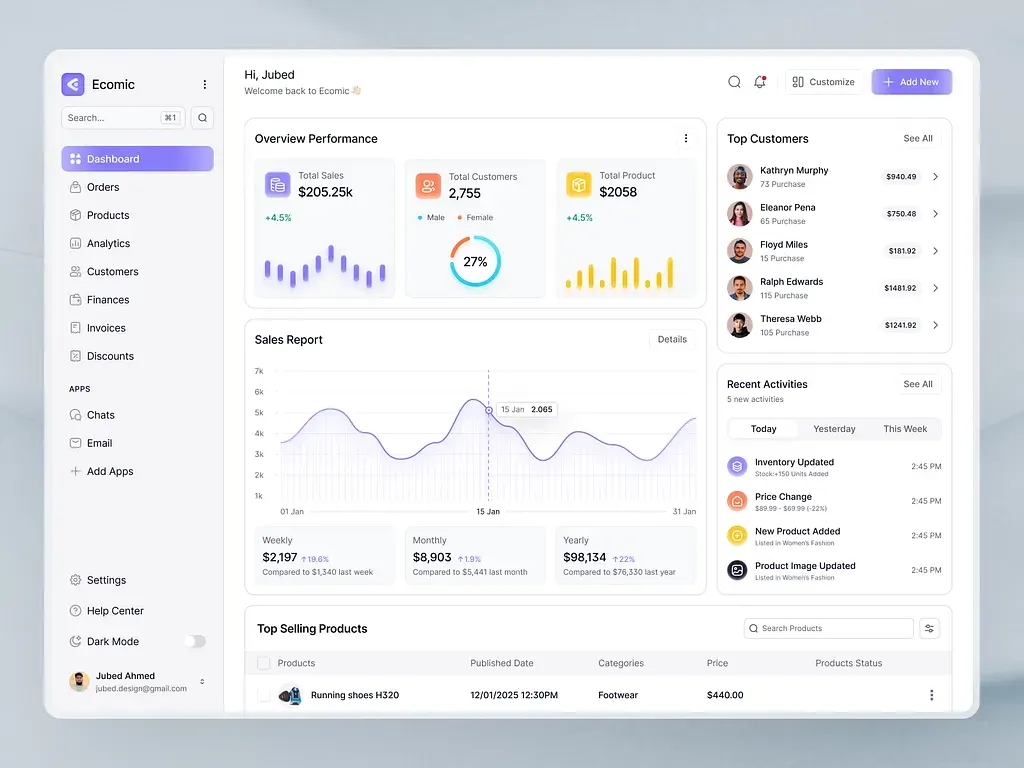 Ecomic
Search...
⌘1
Dashboard
Orders
Products
Analytics
Customers
Finances
Invoices
Discounts
APPS
Chats
Email
Add Apps
Settings
Help Center
Dark Mode
Jubed Ahmed
jubed.design@gmail.com
Hi, Jubed
Welcome back to Ecomic 👋🏻
Customize
Add New
Overview Performance
Total Sales
$205.25k
+4.5%
Total Customers
2,755
Male
Female
27%
Total Product
$2058
+4.5%
Sales Report
Details
7k
6k
5k
4k
3k
2k
1k
15 Jan 2.065
01 Jan
15 Jan
31 Jan
Weekly
$2,197 ↑19.6%
Compared to $1,340 last week
Monthly
$8,903 ↑1.9%
Compared to $5,441 last month
Yearly
$98,134 ↑22%
Compared to $76,330 last year
Top Customers
See All
Kathryn Murphy
73 Purchase
$940.49
Eleanor Pena
65 Purchase
$750.48
Floyd Miles
15 Purchase
$181.92
Ralph Edwards
115 Purchase
$1481.92
Theresa Webb
105 Purchase
$1241.92
Recent Activities
See All
5 new activities
Today
Yesterday
This Week
Inventory Updated
Stock:+150 Units Added
2:45 PM
Price Change
$89.99 - $69.99 (-22%)
2:45 PM
New Product Added
Listed in Women's Fashion
2:45 PM
Product Image Updated
Listed in Women's Fashion
2:45 PM
Top Selling Products
Search Products
Products
Published Date
Categories
Price
Products Status
Running shoes H320
12/01/2025 12:30PM
Footwear
$440.00